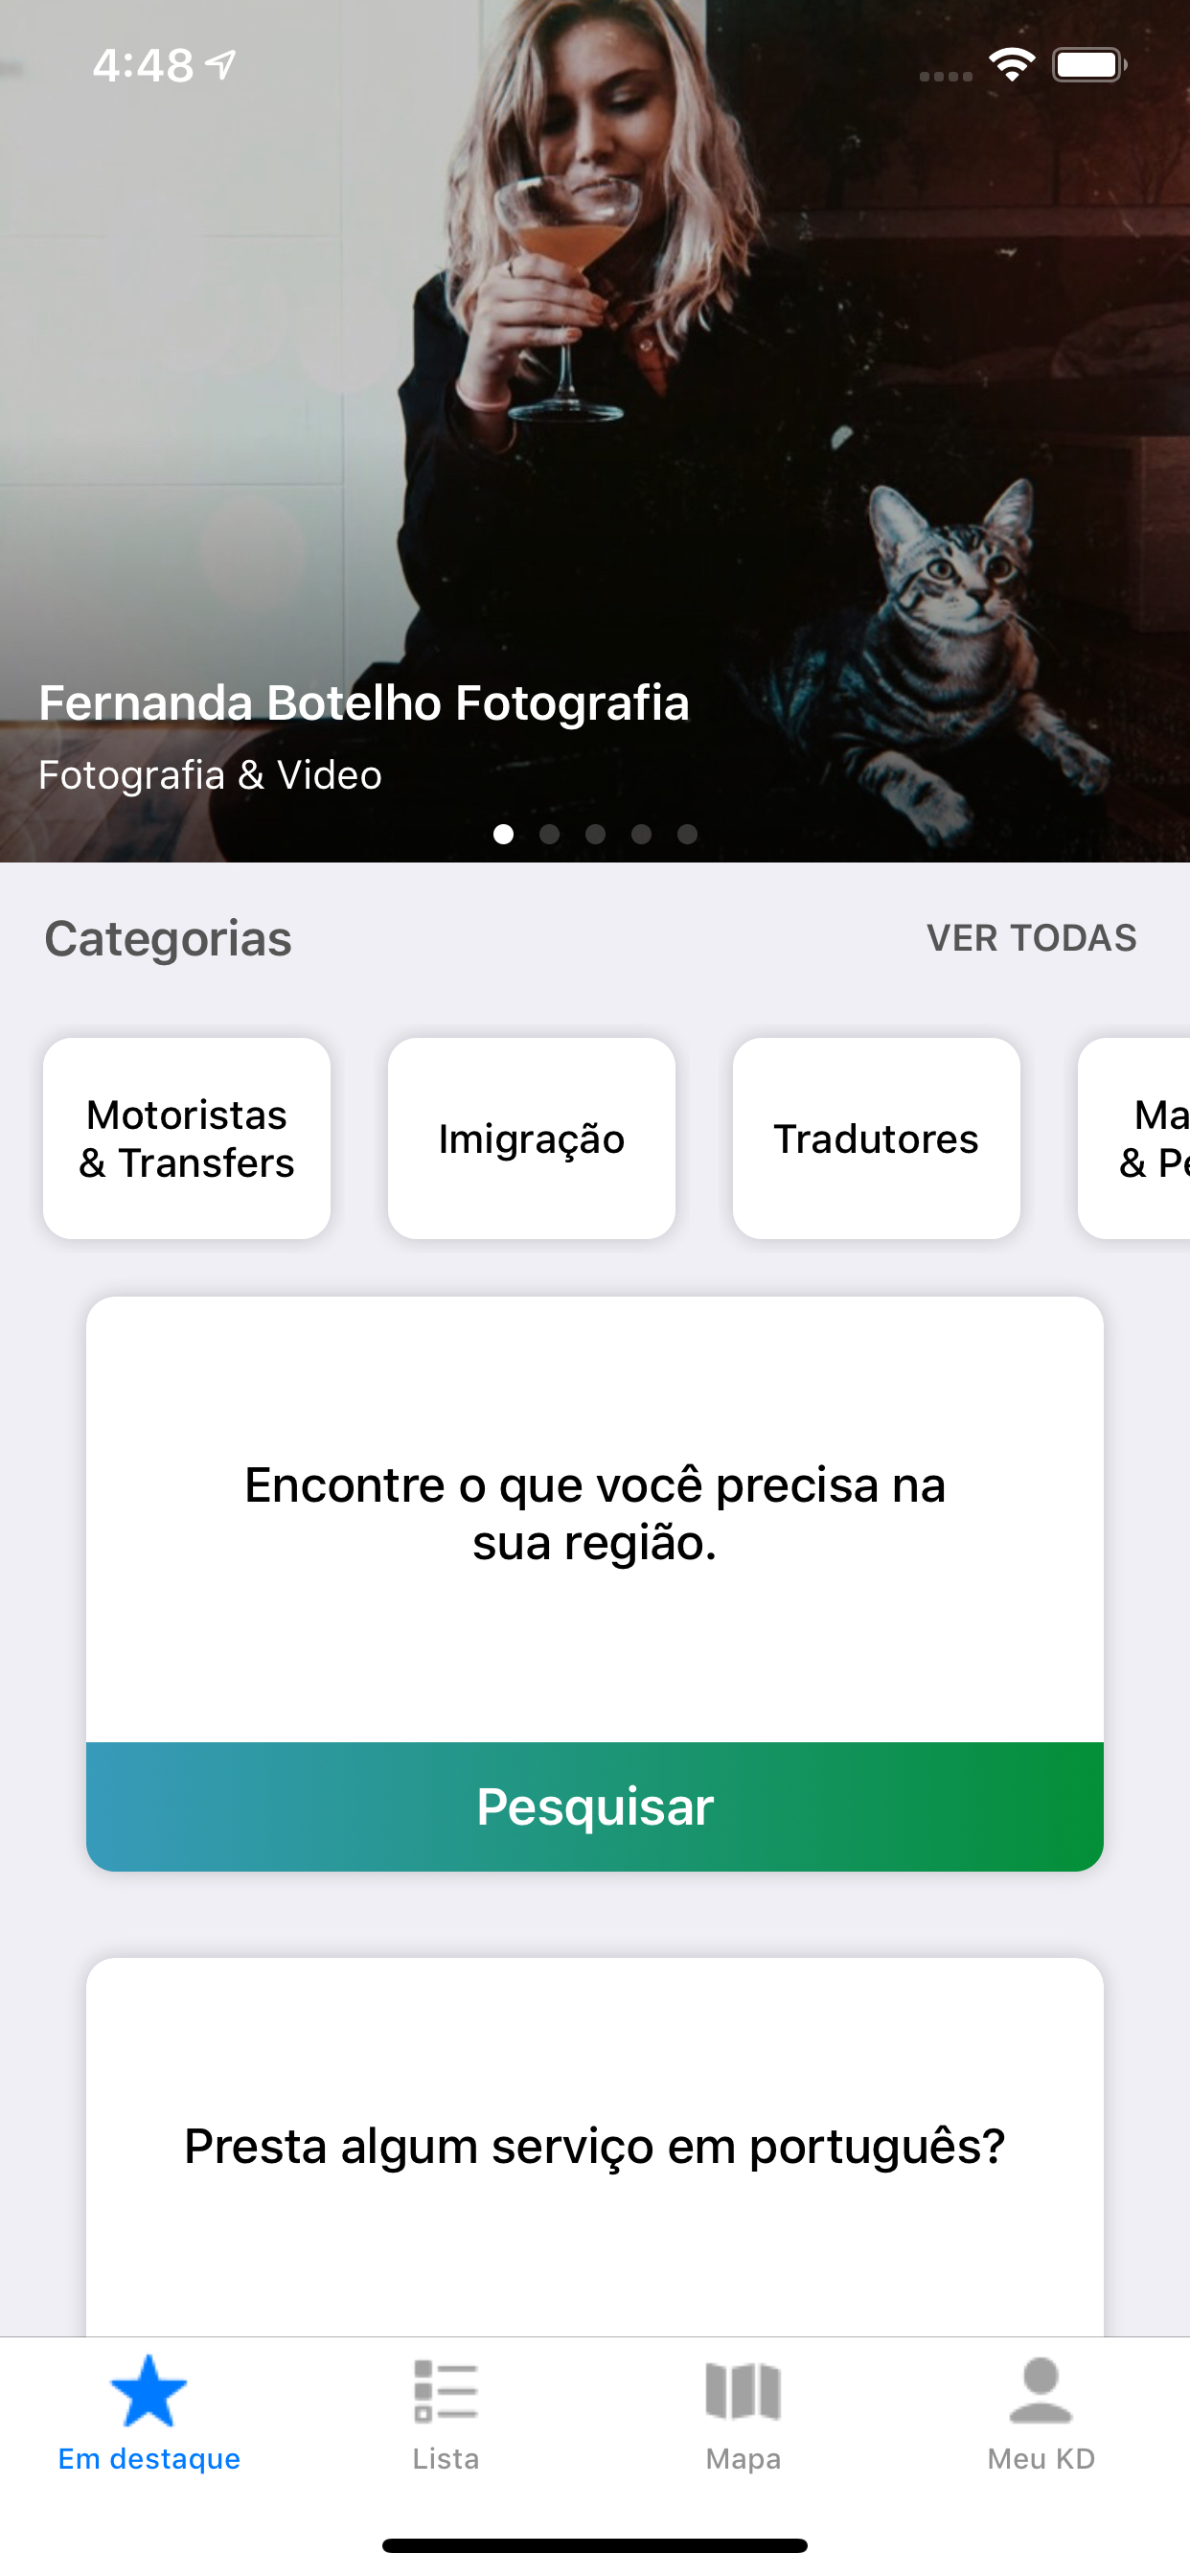 4:48
Fernanda Botelho Fotografia
Fotografia & Video
Categorias
VER TODAS
Motoristas
& Transfers
Imigração
Tradutores
Ma
& Pe
Encontre o que você precisa na
sua região.
Pesquisar
Presta algum serviço em português?
Em destaque
Lista
Mapa
Meu KD